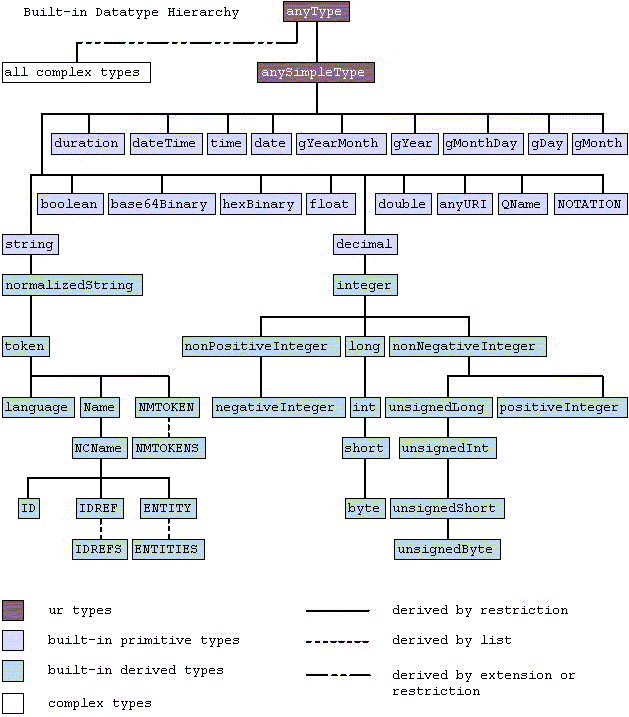 Built-in Datatype Hierarchy
anyType
all complex types
anySimpleType
duration dateTime time date gYearMonth gYear gMonthDay gDay gMonth
boolean base64Binary hexBinary float double anyURI QName NOTATION
string decimal
normalizedString integer
token nonPositiveInteger long nonNegativeInteger
language Name NMTOKEN negativeInteger int unsignedLong positiveInteger
NCName NMTOKENS short unsignedInt
ID IDREF ENTITY byte unsignedShort
IDREFS ENTITIES unsignedByte
ur types derived by restriction
built-in primitive types derived by list
built-in derived types derived by extension or
restriction
complex types